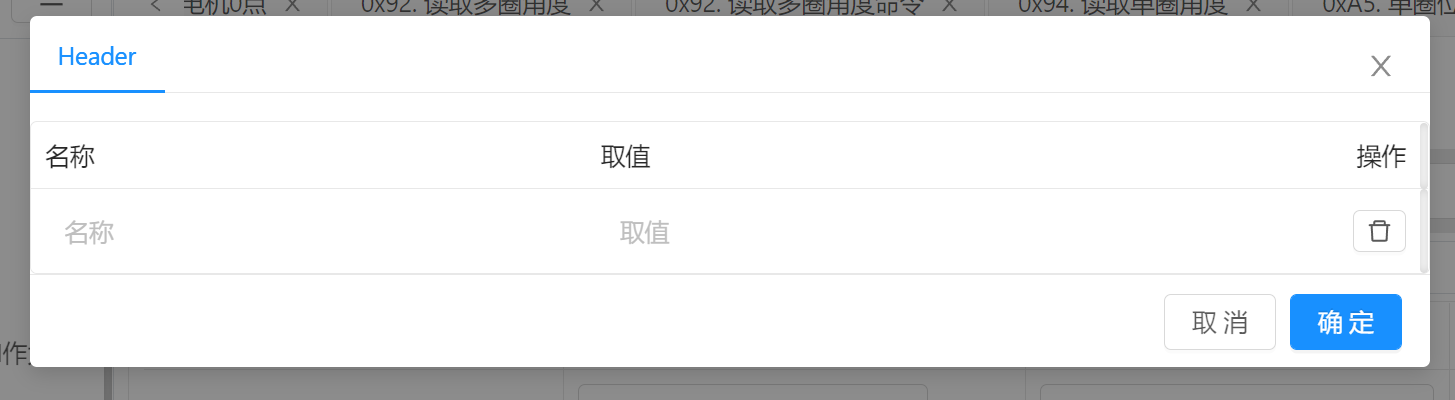 电机0点 X 0x92. 读取多圈角度 X 0x92. 读取多圈角度命令 X 0x94. 读取单圈角度 X 0xA5. 单圈位
Header
X
名称 取值 操作
名称 取值
取消 确定